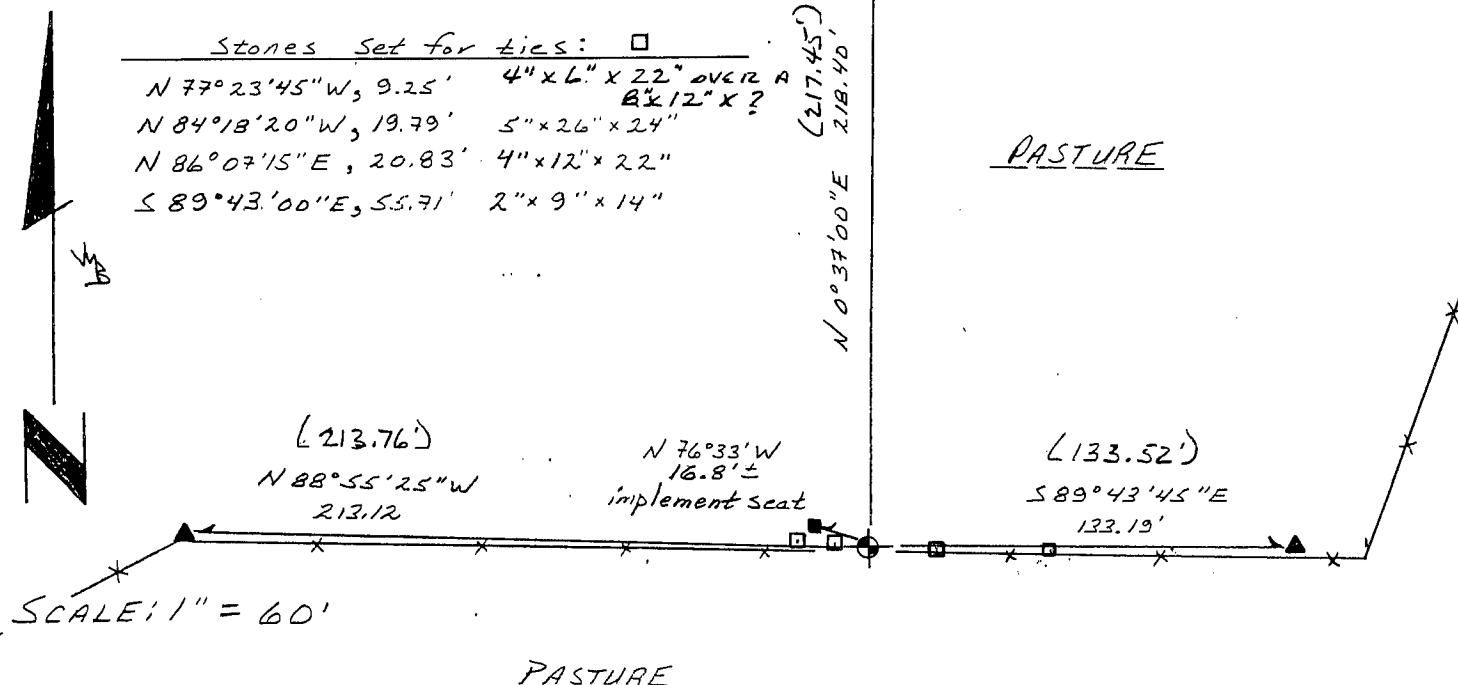 Stones set for ties:
N 77°23'45"W, 9.25' 4" x 6" x 22" OVER A
8" x 12" x ?
N 84°18'20"W, 19.79' 5" x 26" x 24"
N 86°07'15"E, 20.83' 4" x 12" x 22"
S 89°43'00"E, 55.71' 2" x 9" x 14"
(217.45')
N 0°37'00"E 218.40'
PASTURE
(213.76')
N 88°55'25"W
213.12
N 76°33'W
16.8'±
implement seat
(133.52')
S 89°43'45"E
133.19'
N
SCALE: 1" = 60'
PASTURE